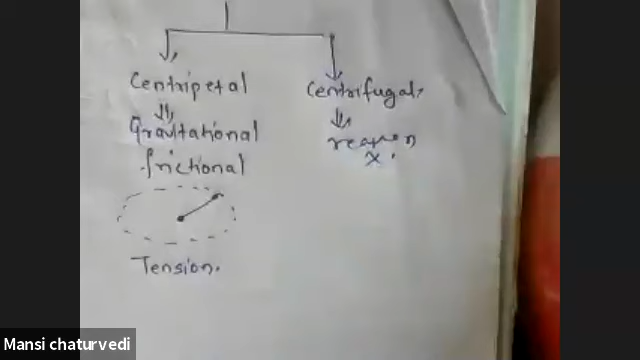 Centripetal
Centrifugal
Gravitational
reason
x.
frictional
Tension.
Mansi chaturvedi